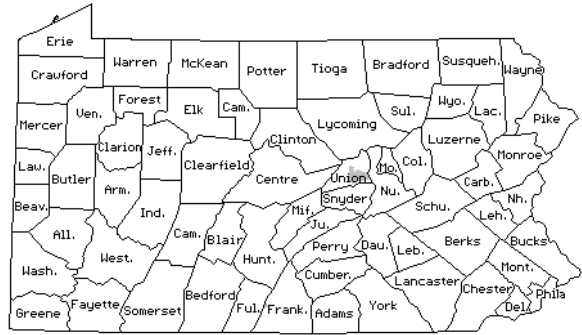 Erie
Warren McKean Potter Tioga Bradford Susqueh. Wayne
Crawford
Forest Elk Cam. Sul. Wyo. Lac. Pike
Mercer Ven. Lycoming
Clarion Jeff. Clinton Luzerne Monroe
Law. Butler Clearfield Centre Union Mo. Col.
Arm. Carb.
Beav. Ind. Snyder Nu. Schu. Leh. Nh.
All. Cam. Blair Mif. Ju.
Wash. West. Hunt. Perry Dau. Leb. Berks Bucks
Cumber. Lancaster Mont.
Greene Fayette Somerset Bedford Ful. Frank. Adams York Chester Del. Phila